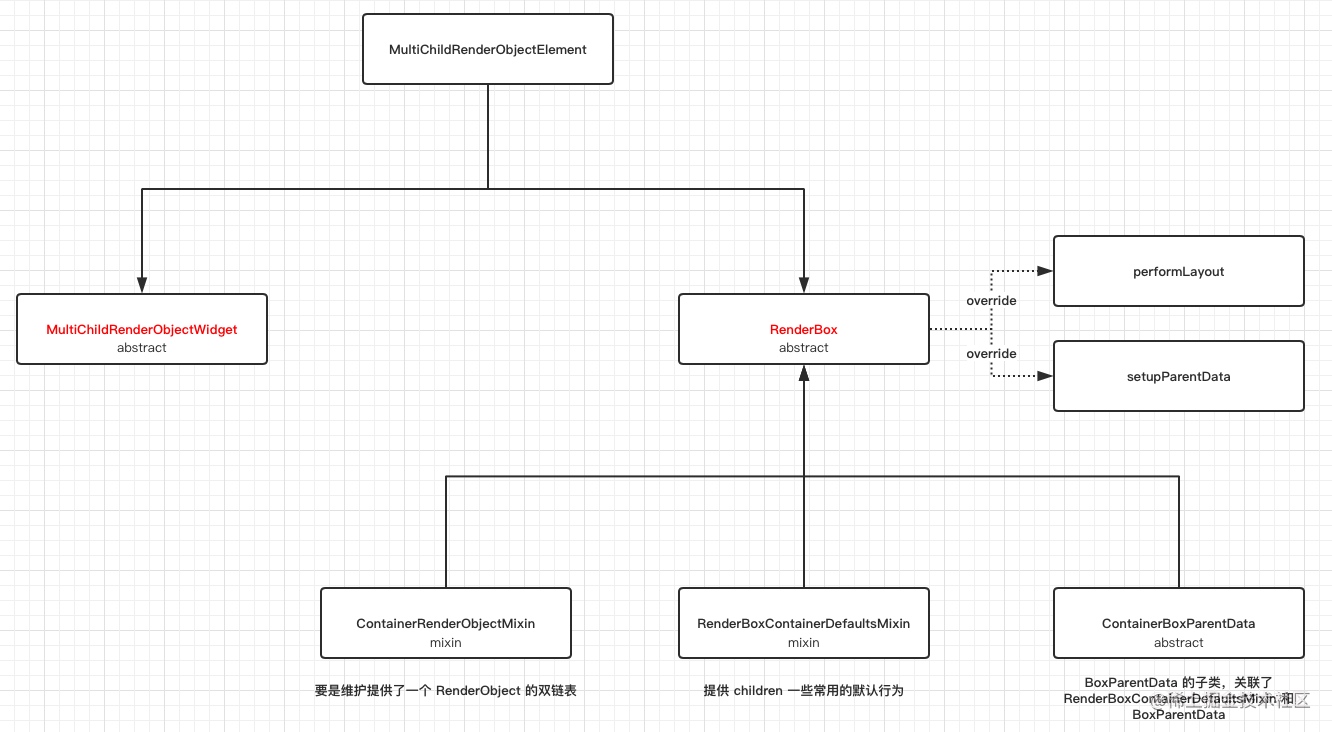 MultiChildRenderObjectElement
MultiChildRenderObjectWidget
abstract
RenderBox
abstract
override
override
performLayout
setupParentData
ContainerRenderObjectMixin
mixin
要是维护提供了一个 RenderObject 的双链表
RenderBoxContainerDefaultsMixin
mixin
提供 children 一些常用的默认行为
ContainerBoxParentData
abstract
BoxParentData 的子类，关联了
RenderBoxContainerDefaultsMixin 和
BoxParentData
@稀土掘金技术社区